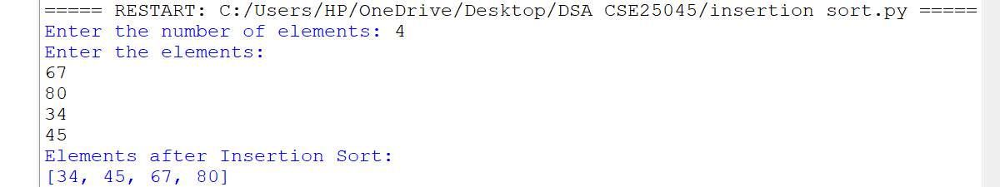 ===== RESTART: C:/Users/HP/OneDrive/Desktop/DSA CSE25045/insertion sort.py =====
Enter the number of elements: 4
Enter the elements:
67
80
34
45
Elements after Insertion Sort:
[34, 45, 67, 80]